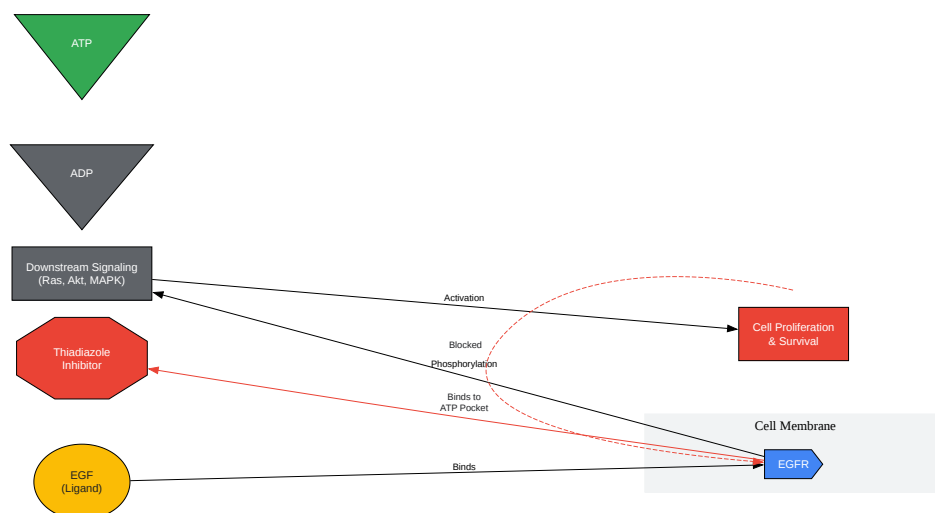 ATP
ADP
Downstream Signaling
(Ras, Akt, MAPK)
Activation
Cell Proliferation
& Survival
Blocked
Thiadiazole
Inhibitor
Phosphorylation
Binds to
ATP Pocket
Cell Membrane
EGF
(Ligand)
Binds
EGFR